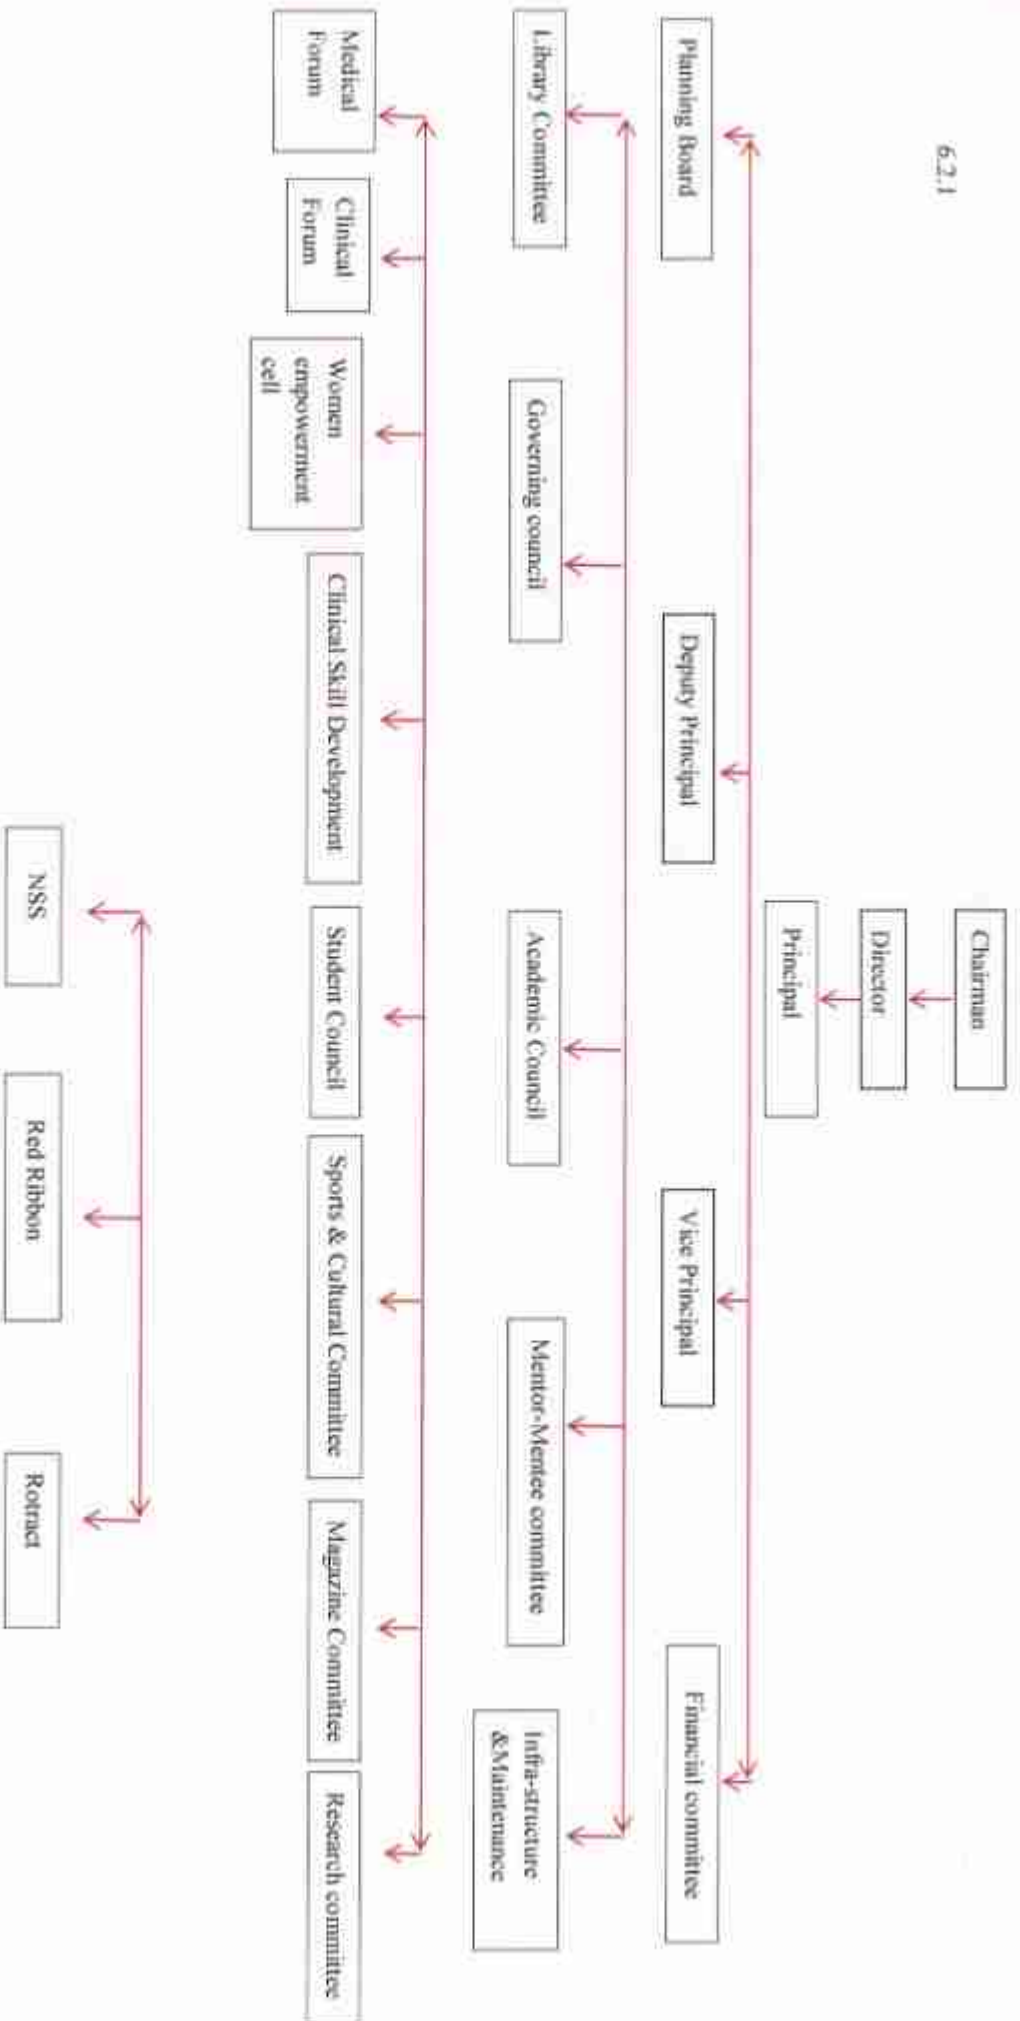 6.2.1
Chairman
Director
Principal
Planning Board
Deputy Principal
Vice Principal
Financial committee
Library Committee
Governing council
Academic Council
Mentor-Mentee committee
Infra-structure
&Maintenance
Medical
Forum
Clinical
Forum
Women
empowerment
cell
Clinical Skill Development
Student Council
Sports & Cultural Committee
Magazine Committee
Research committee
NSS
Red Ribbon
Rotract